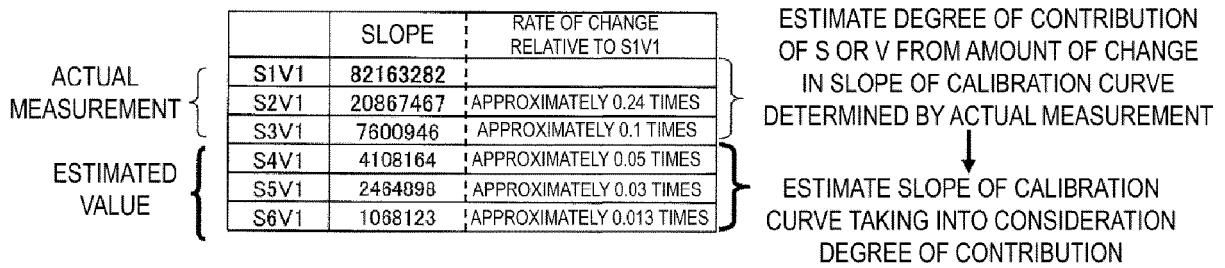 SLOPE
RATE OF CHANGE
RELATIVE TO S1V1
S1V1 82163282
S2V1 20867467 APPROXIMATELY 0.24 TIMES
S3V1 7600946 APPROXIMATELY 0.1 TIMES
S4V1 4108164 APPROXIMATELY 0.05 TIMES
S5V1 2464898 APPROXIMATELY 0.03 TIMES
S6V1 1068123 APPROXIMATELY 0.013 TIMES
ACTUAL
MEASUREMENT
ESTIMATED
VALUE
ESTIMATE DEGREE OF CONTRIBUTION
OF S OR V FROM AMOUNT OF CHANGE
IN SLOPE OF CALIBRATION CURVE
DETERMINED BY ACTUAL MEASUREMENT
ESTIMATE SLOPE OF CALIBRATION
CURVE TAKING INTO CONSIDERATION
DEGREE OF CONTRIBUTION